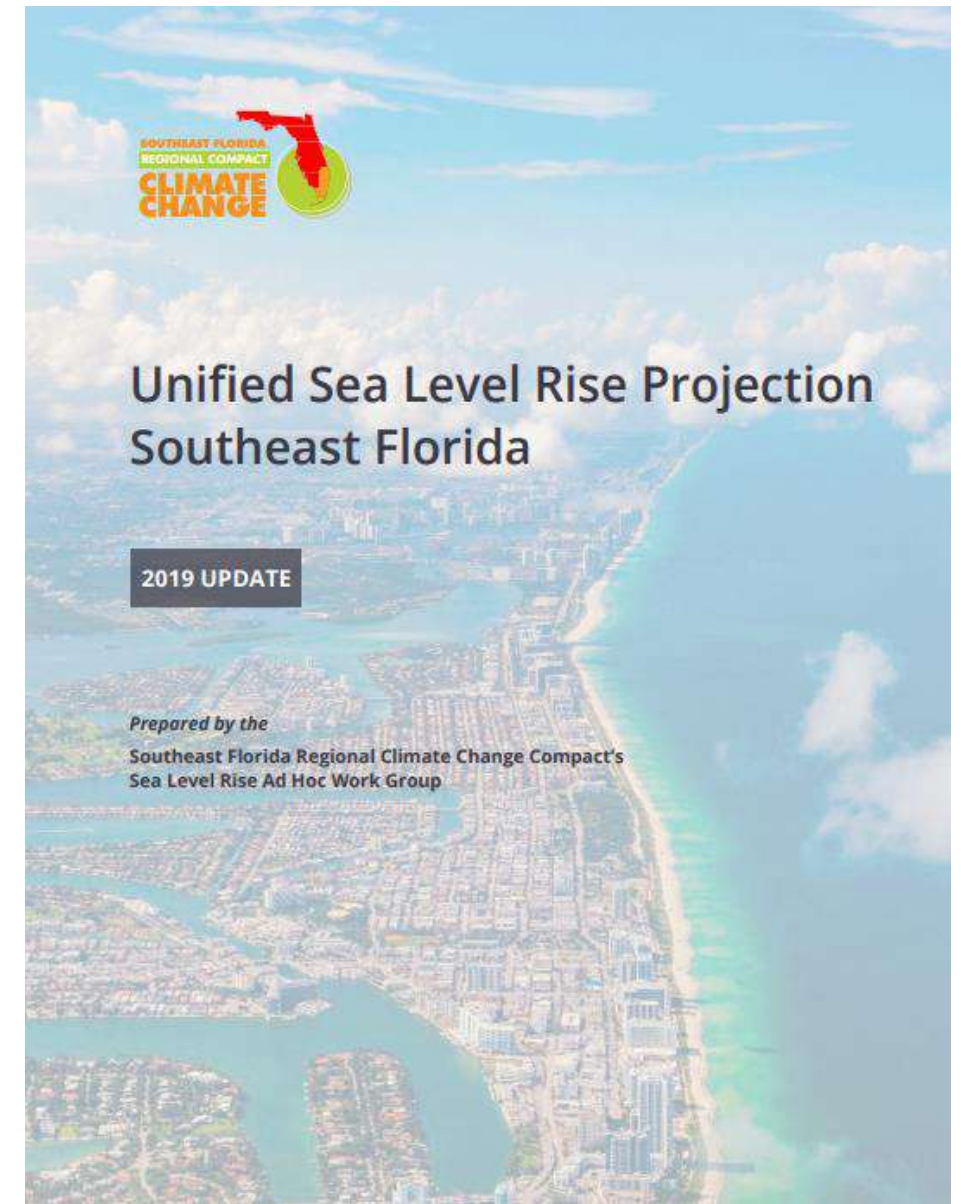 SOUTHEAST FLORIDA
REGIONAL COMPACT
CLIMATE
CHANGE
Unified Sea Level Rise Projection
Southeast Florida
2019 UPDATE
Prepared by the
Southeast Florida Regional Climate Change Compact's
Sea Level Rise Ad Hoc Work Group